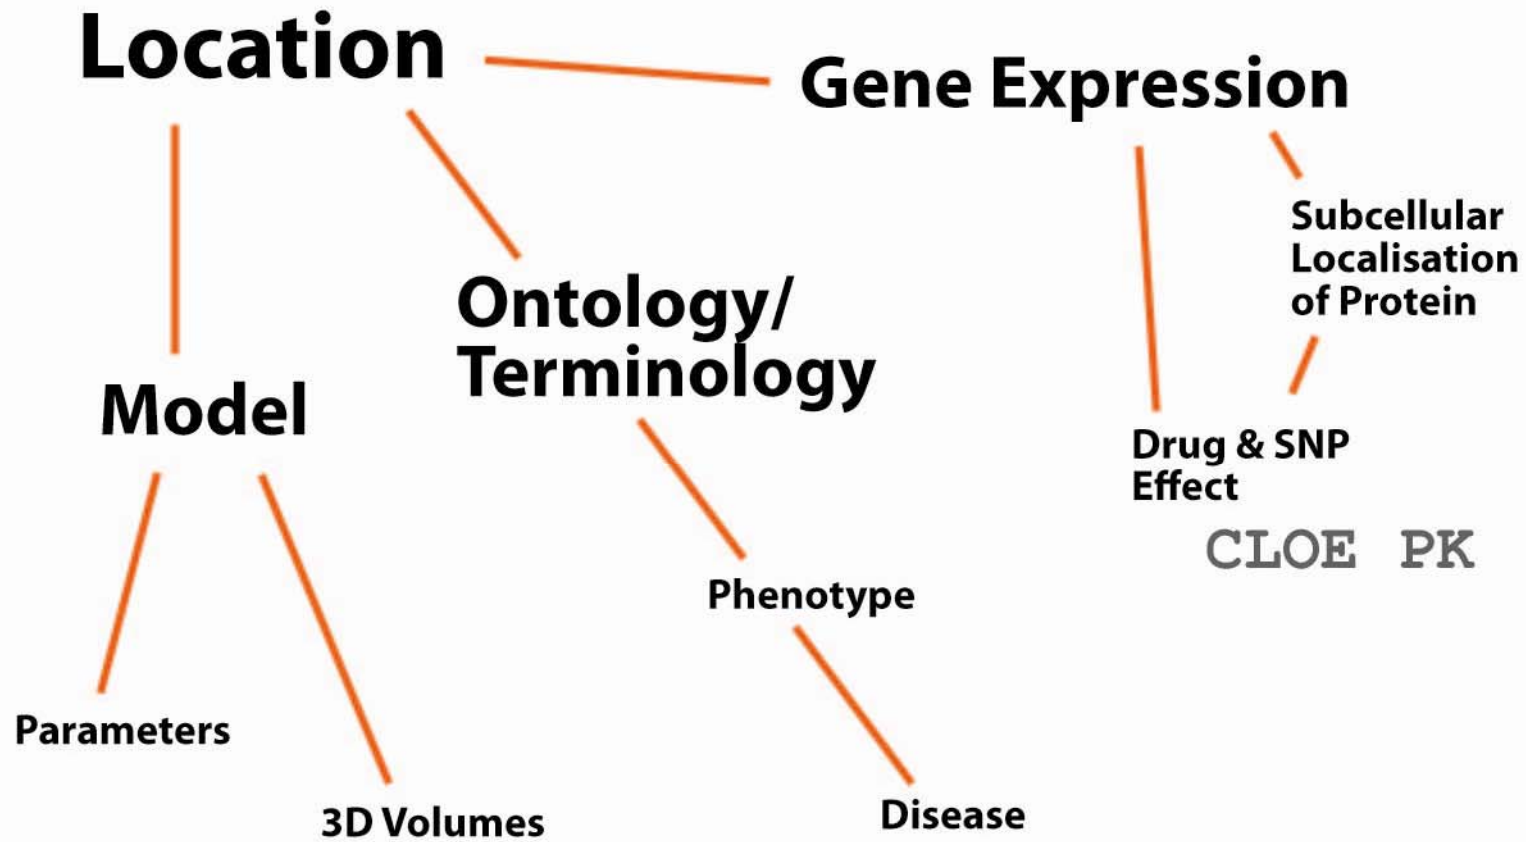 Location
Gene Expression
Subcellular
Localisation
of Protein
Ontology/
Terminology
Model
Drug & SNP
Effect
CLOE PK
Phenotype
Parameters
3D Volumes
Disease